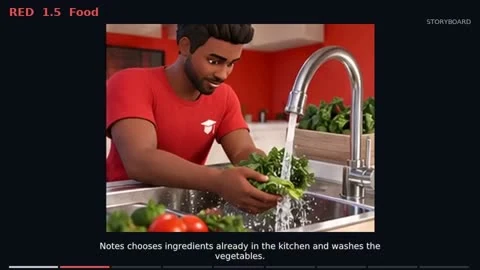 RED 1.5 Food
STORYBOARD
Notes chooses ingredients already in the kitchen and washes the
vegetables.